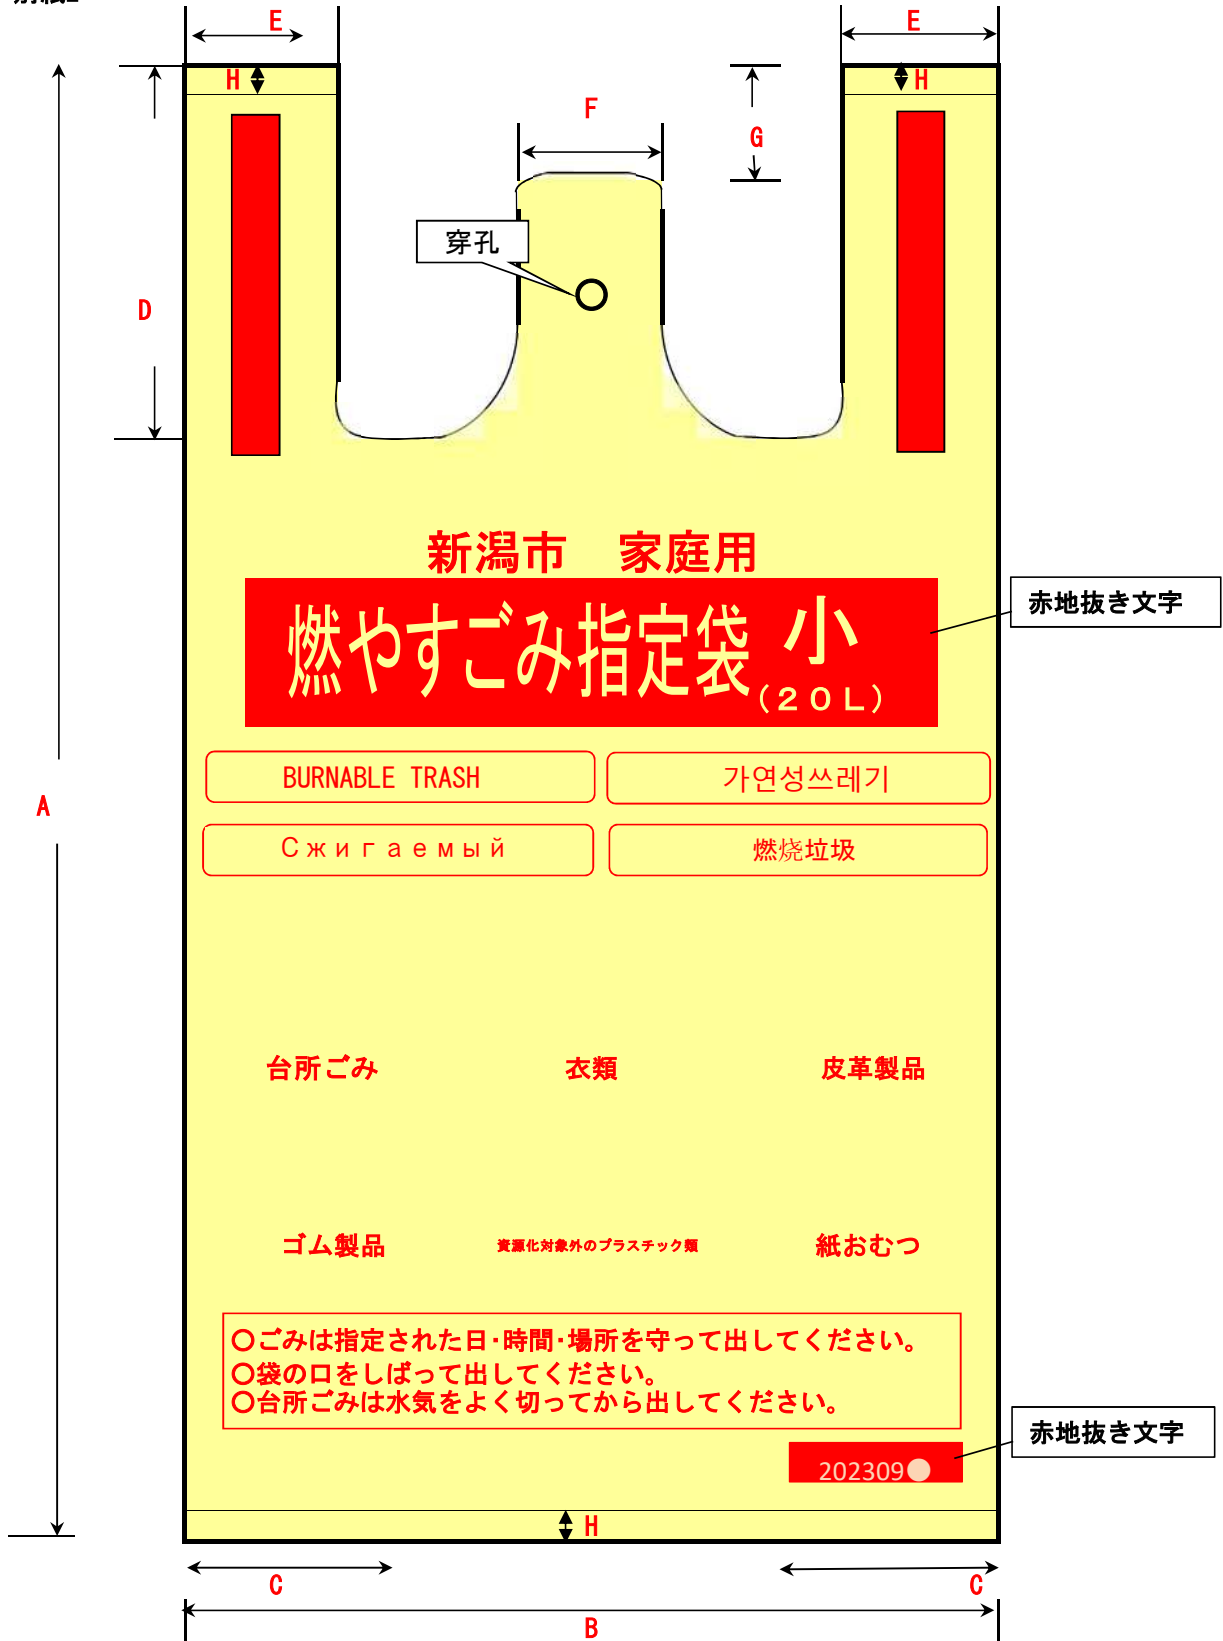 E
E
H
H
F
G
穿孔
D
新潟市　家庭用
燃やすごみ指定袋 小
(２０Ｌ)
赤地抜き文字
BURNABLE TRASH
가연성쓰레기
A
Сжигаемый
燃烧垃圾
台所ごみ
衣類
皮革製品
ゴム製品
資源化対象外のプラスチック類
紙おむつ
○ごみは指定された日・時間・場所を守って出してください。
○袋の口をしばって出してください。
○台所ごみは水気をよく切ってから出してください。
赤地抜き文字
202309●
H
C
C
B